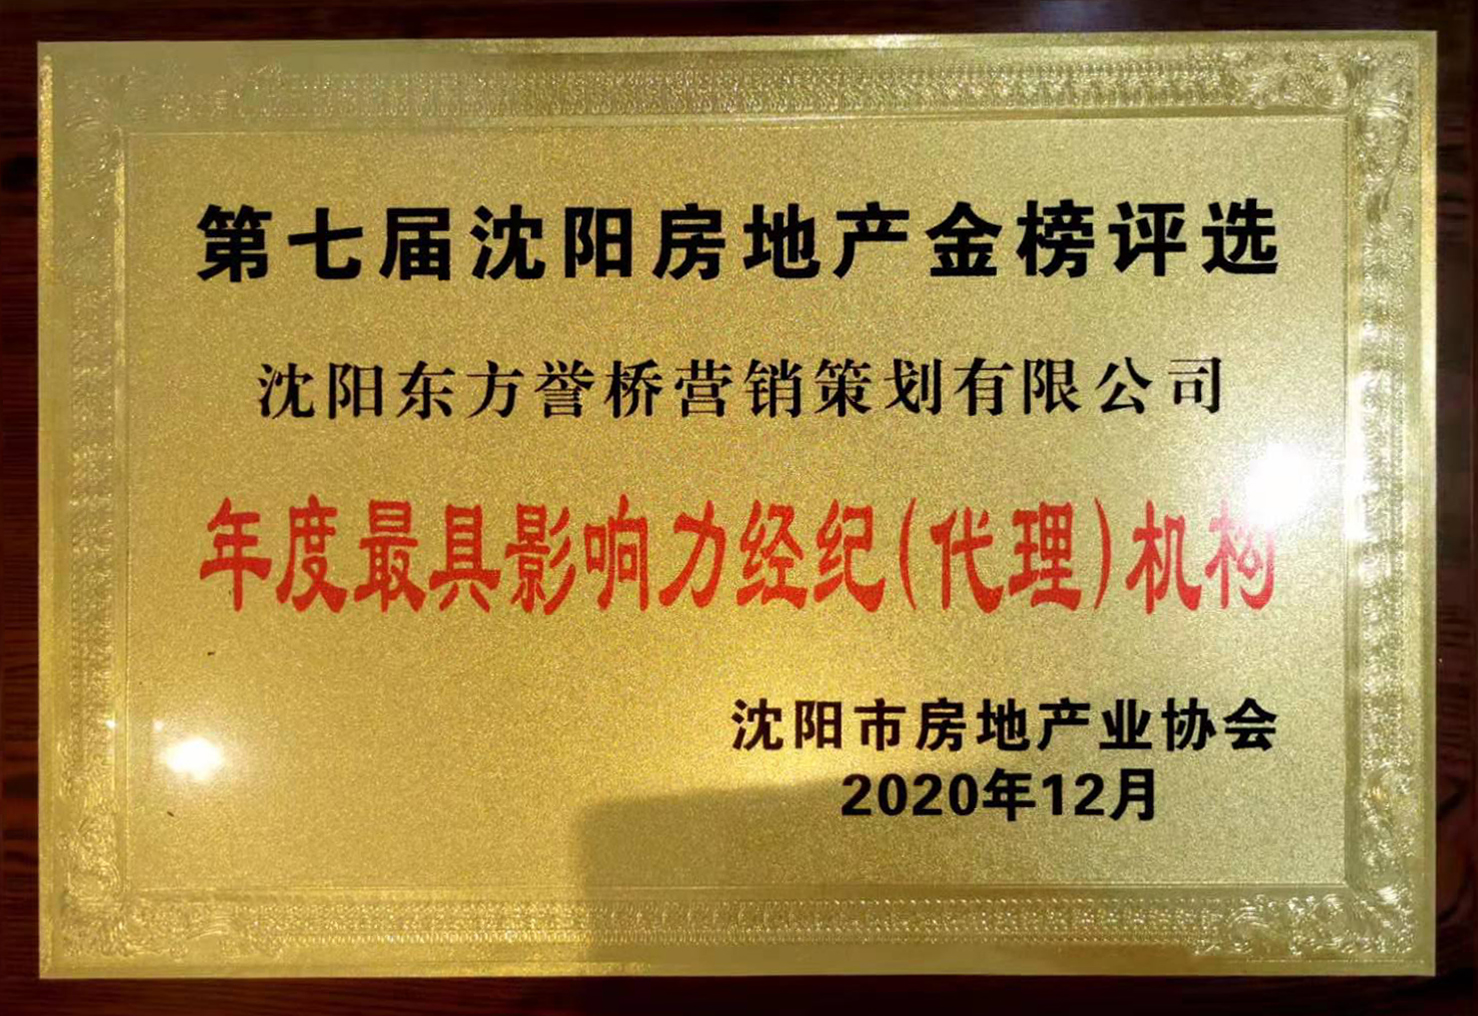 第七届沈阳房地产金榜评选
沈阳东方誉桥营销策划有限公司
年度最具影响力经纪(代理)机构
沈阳市房地产业协会
2020年12月